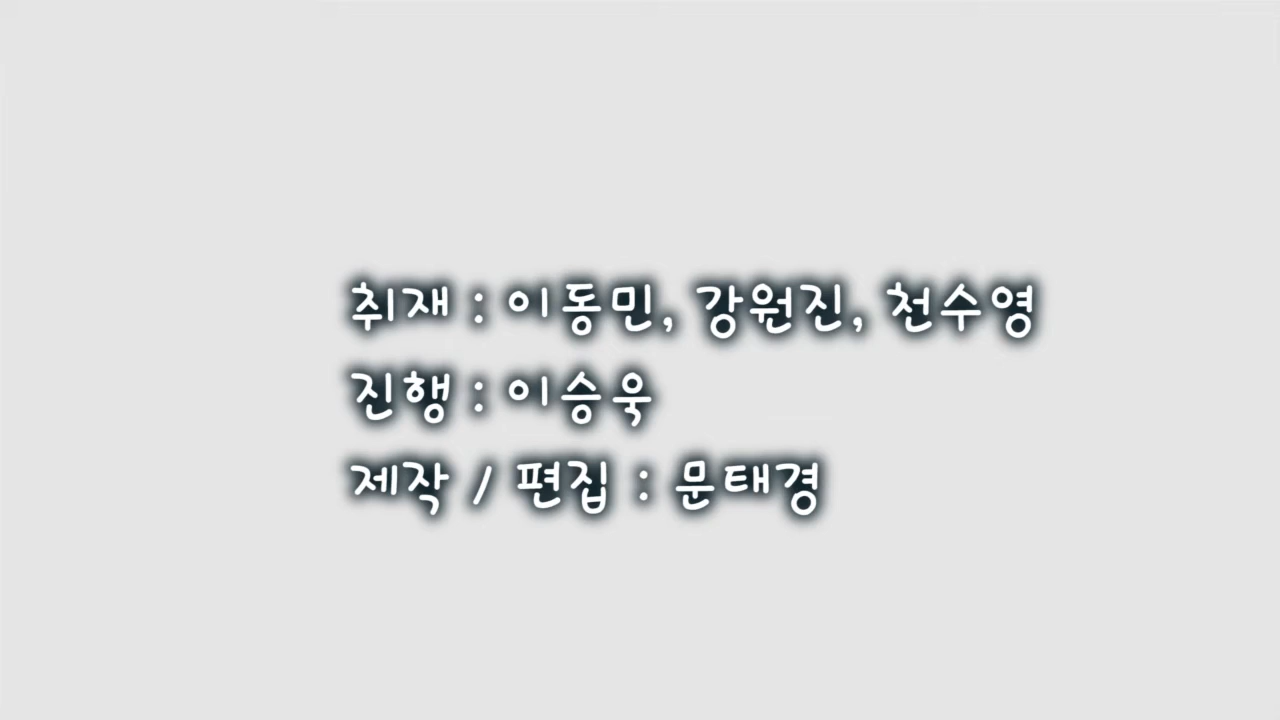 취재 : 이동민, 강원진, 천수영
진행 : 이승욱
제작 / 편집 : 문태경